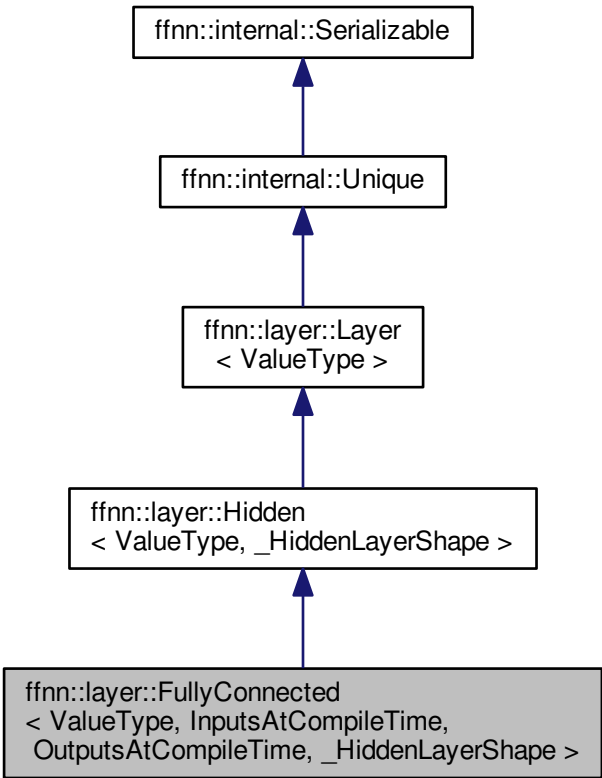 ffnn::internal::Serializable
ffnn::internal::Unique
ffnn::layer::Layer
< ValueType >
ffnn::layer::Hidden
< ValueType, _HiddenLayerShape >
ffnn::layer::FullyConnected
< ValueType, InputsAtCompileTime,
OutputsAtCompileTime, _HiddenLayerShape >